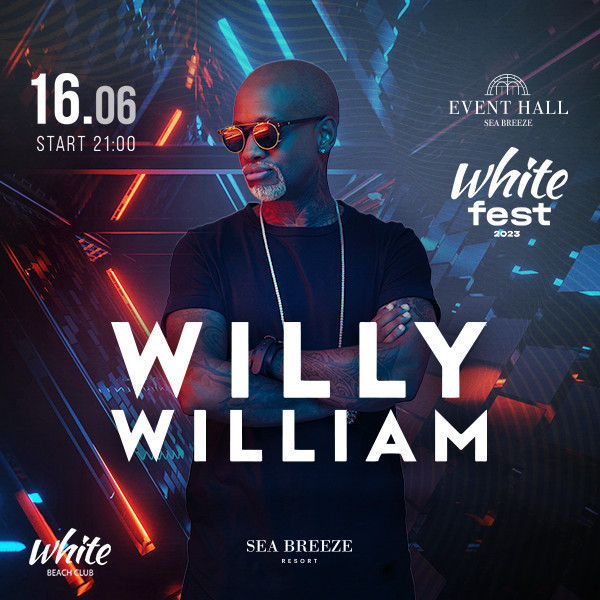 16.06
START 21:00
EVENT HALL
SEA BREEZE
White
fest
2023
WILLY
WILLIAM
White
BEACH CLUB
SEA BREEZE
RESORT